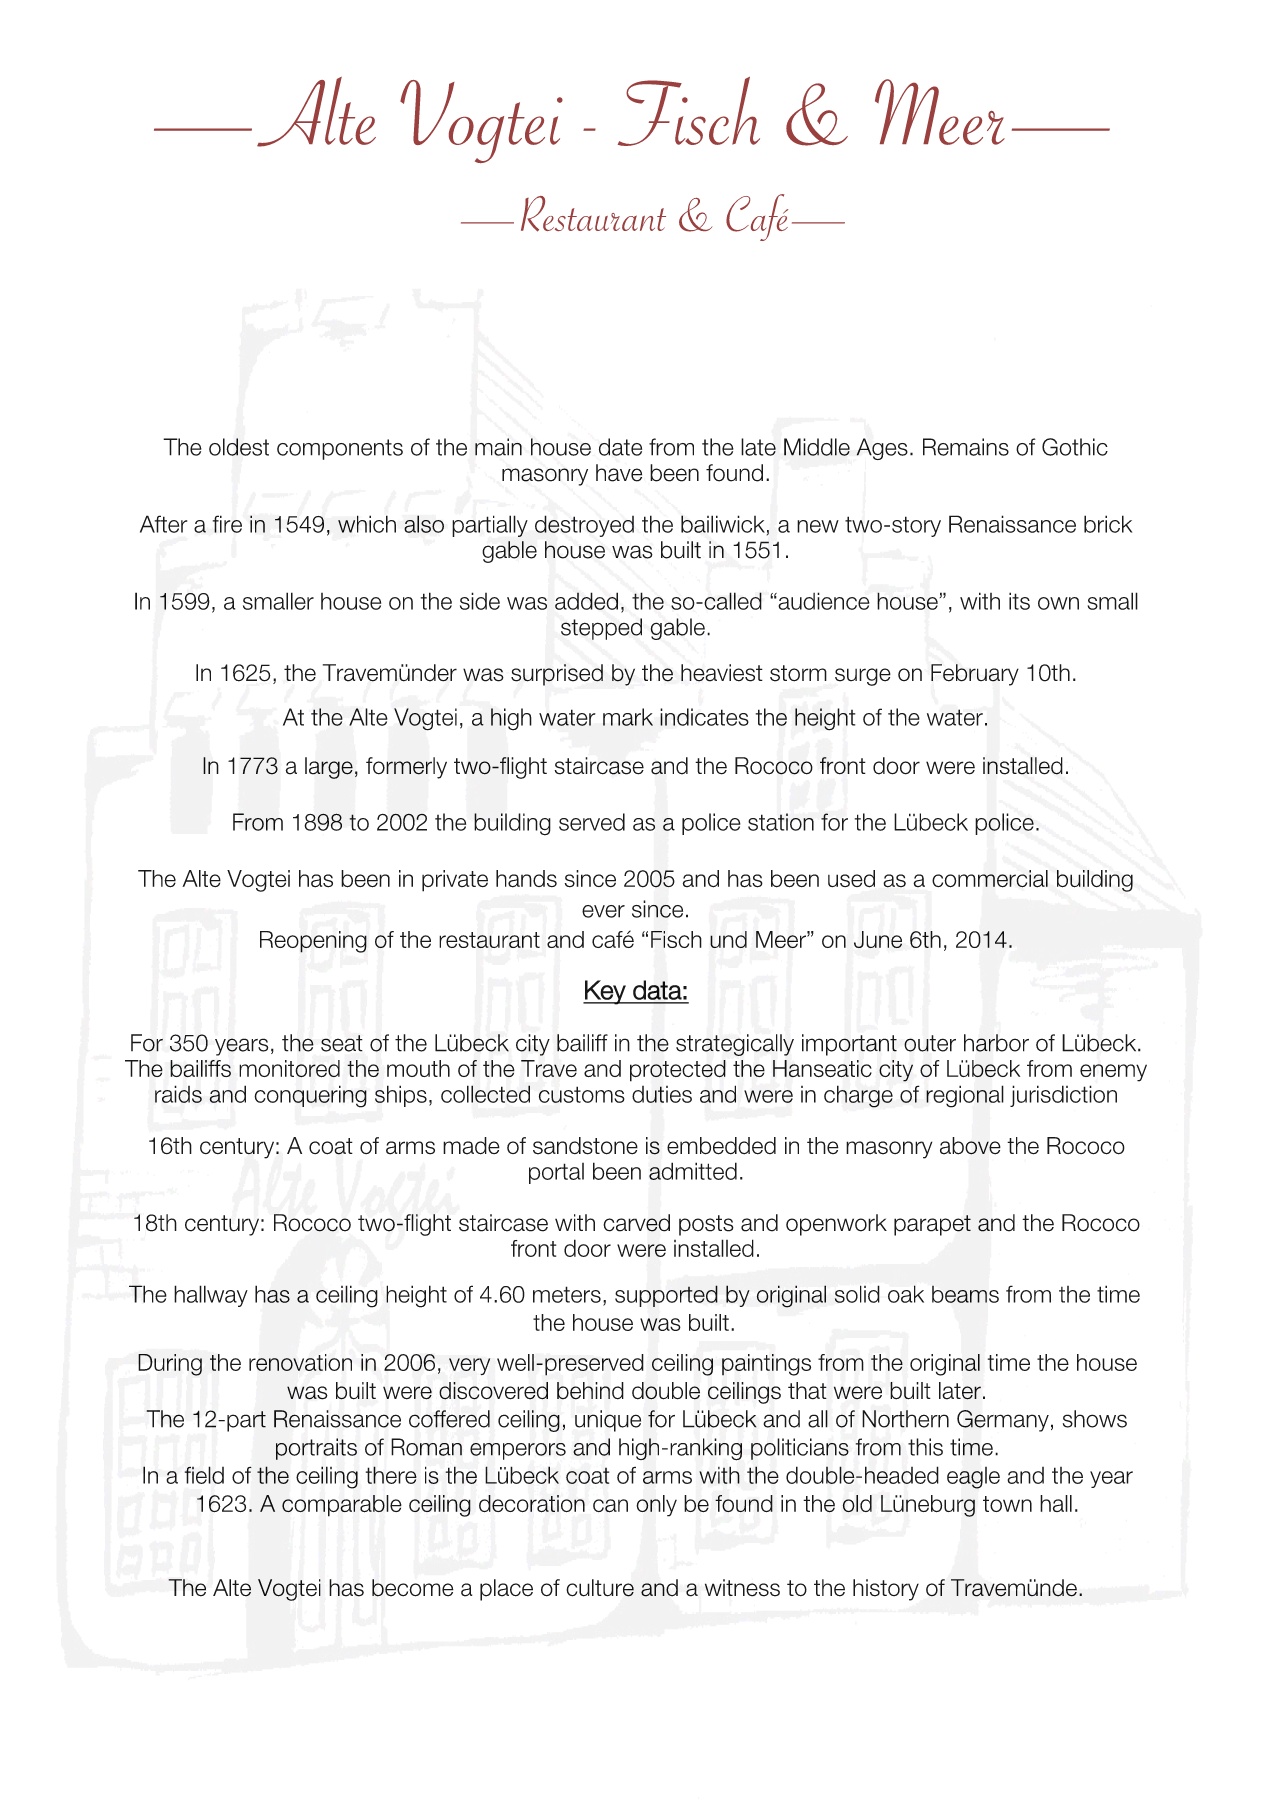 Alte Vogtei - Fisch & Meer
Restaurant & Café
The oldest components of the main house date from the late Middle Ages. Remains of Gothic
masonry have been found.
After a fire in 1549, which also partially destroyed the bailiwick, a new two-story Renaissance brick
gable house was built in 1551.
In 1599, a smaller house on the side was added, the so-called “audience house”, with its own small
stepped gable.
In 1625, the Travemünder was surprised by the heaviest storm surge on February 10th.
At the Alte Vogtei, a high water mark indicates the height of the water.
In 1773 a large, formerly two-flight staircase and the Rococo front door were installed.
From 1898 to 2002 the building served as a police station for the Lübeck police.
The Alte Vogtei has been in private hands since 2005 and has been used as a commercial building
ever since.
Reopening of the restaurant and café “Fisch und Meer” on June 6th, 2014.
Key data:
For 350 years, the seat of the Lübeck city bailiff in the strategically important outer harbor of Lübeck.
The bailiffs monitored the mouth of the Trave and protected the Hanseatic city of Lübeck from enemy
raids and conquering ships, collected customs duties and were in charge of regional jurisdiction
16th century: A coat of arms made of sandstone is embedded in the masonry above the Rococo
portal been admitted.
Alte Vogtei
18th century: Rococo two-flight staircase with carved posts and openwork parapet and the Rococo
front door were installed.
The hallway has a ceiling height of 4.60 meters, supported by original solid oak beams from the time
the house was built.
During the renovation in 2006, very well-preserved ceiling paintings from the original time the house
was built were discovered behind double ceilings that were built later.
The 12-part Renaissance coffered ceiling, unique for Lübeck and all of Northern Germany, shows
portraits of Roman emperors and high-ranking politicians from this time.
In a field of the ceiling there is the Lübeck coat of arms with the double-headed eagle and the year
1623. A comparable ceiling decoration can only be found in the old Lüneburg town hall.
The Alte Vogtei has become a place of culture and a witness to the history of Travemünde.